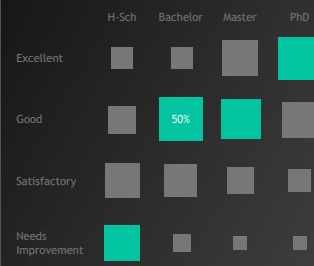 H-Sch Bachelor Master PhD
Excellent
Good 50%
Satisfactory
Needs
Improvement